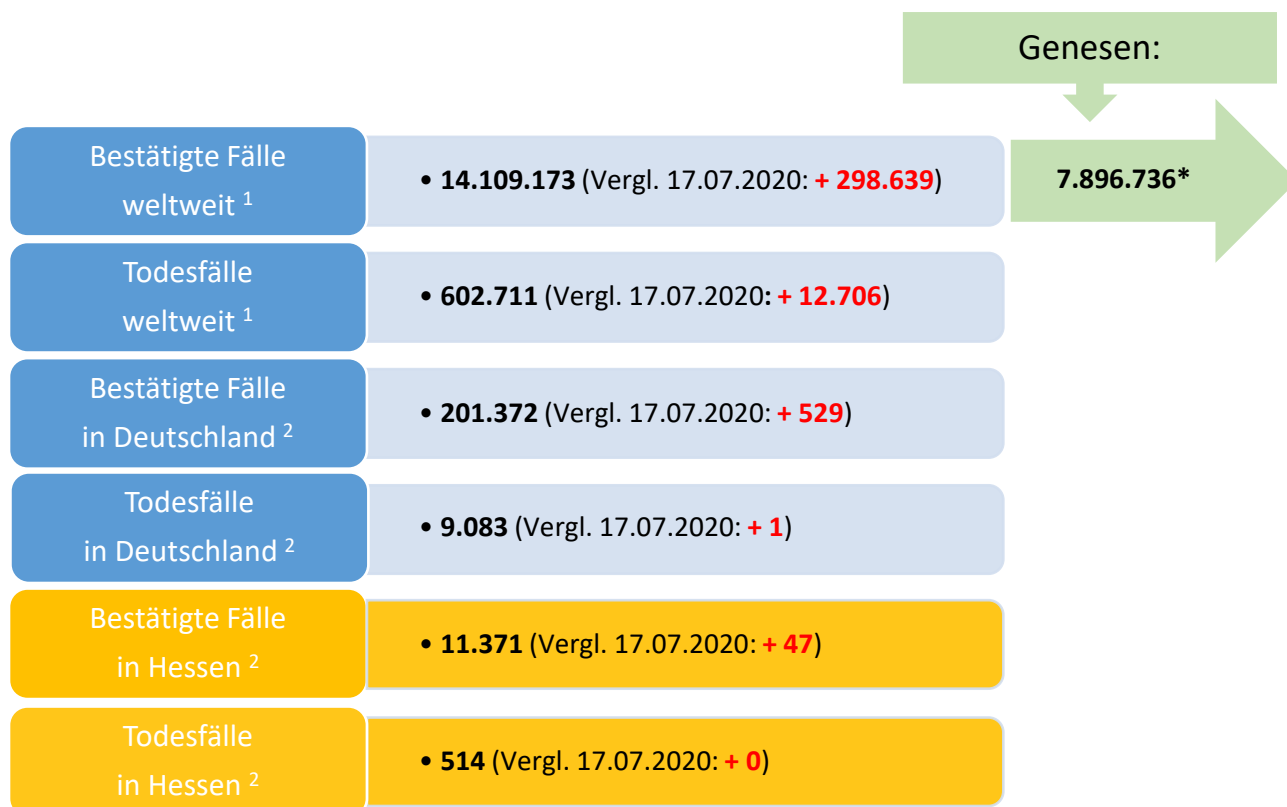 Genesen:
Bestätigte Fälle
weltweit ¹
• 14.109.173 (Vergl. 17.07.2020: + 298.639)
7.896.736*
Todesfälle
weltweit ¹
• 602.711 (Vergl. 17.07.2020: + 12.706)
Bestätigte Fälle
in Deutschland ²
• 201.372 (Vergl. 17.07.2020: + 529)
Todesfälle
in Deutschland ²
• 9.083 (Vergl. 17.07.2020: + 1)
Bestätigte Fälle
in Hessen ²
• 11.371 (Vergl. 17.07.2020: + 47)
Todesfälle
in Hessen ²
• 514 (Vergl. 17.07.2020: + 0)